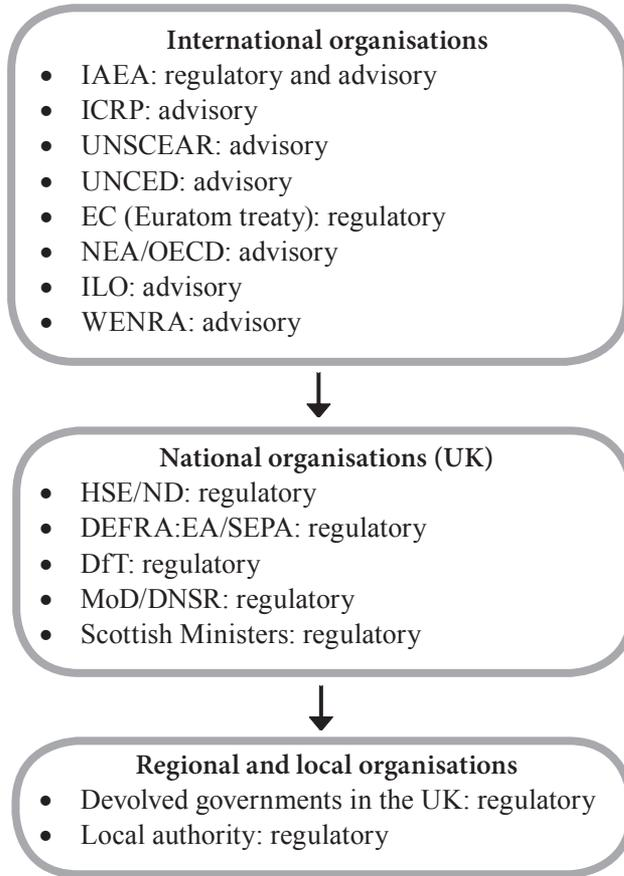 International organisations
• IAEA: regulatory and advisory
• ICRP: advisory
• UNSCEAR: advisory
• UNCED: advisory
• EC (Euratom treaty): regulatory
• NEA/OECD: advisory
• ILO: advisory
• WENRA: advisory
National organisations (UK)
• HSE/ND: regulatory
• DEFRA:EA/SEPA: regulatory
• DfT: regulatory
• MoD/DNSR: regulatory
• Scottish Ministers: regulatory
Regional and local organisations
• Devolved governments in the UK: regulatory
• Local authority: regulatory